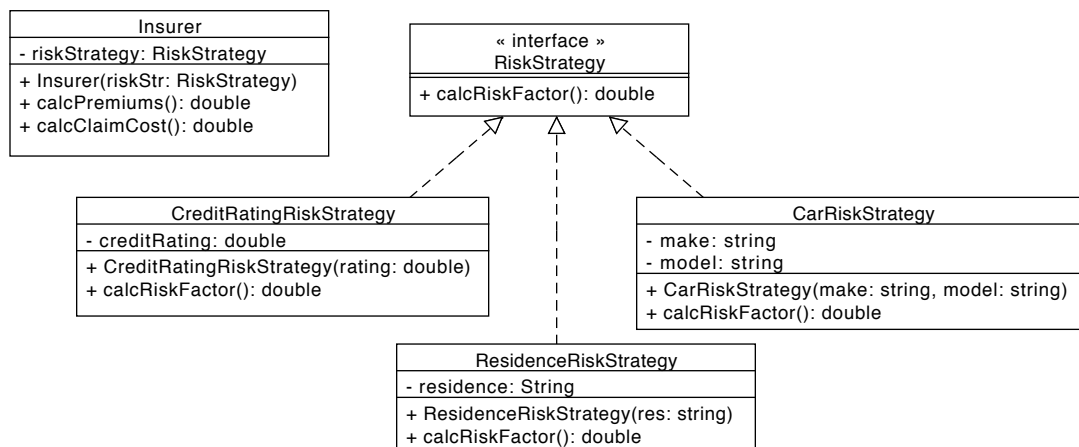 Insurer
- riskStrategy: RiskStrategy
+ Insurer(riskStr: RiskStrategy)
+ calcPremiums(): double
+ calcClaimCost(): double
« interface »
RiskStrategy
+ calcRiskFactor(): double
CreditRatingRiskStrategy
- creditRating: double
+ CreditRatingRiskStrategy(rating: double)
+ calcRiskFactor(): double
CarRiskStrategy
- make: string
- model: string
+ CarRiskStrategy(make: string, model: string)
+ calcRiskFactor(): double
ResidenceRiskStrategy
- residence: String
+ ResidenceRiskStrategy(res: string)
+ calcRiskFactor(): double